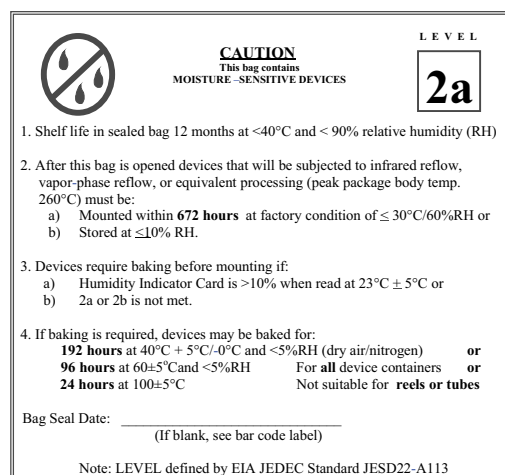 LEVEL
CAUTION
This bag contains
MOISTURE –SENSITIVE DEVICES
2a
1. Shelf life in sealed bag 12 months at <40°C and < 90% relative humidity (RH)
2. After this bag is opened devices that will be subjected to infrared reflow,
vapor-phase reflow, or equivalent processing (peak package body temp.
260°C) must be:
a) Mounted within 672 hours at factory condition of ≤ 30°C/60%RH or
b) Stored at ≤10% RH.
3. Devices require baking before mounting if:
a) Humidity Indicator Card is >10% when read at 23°C ± 5°C or
b) 2a or 2b is not met.
4. If baking is required, devices may be baked for:
192 hours at 40°C + 5°C/-0°C and <5%RH (dry air/nitrogen) or
96 hours at 60±5°Cand <5%RH For all device containers or
24 hours at 100±5°C Not suitable for reels or tubes
Bag Seal Date: ______________________________
(If blank, see bar code label)
Note: LEVEL defined by EIA JEDEC Standard JESD22-A113